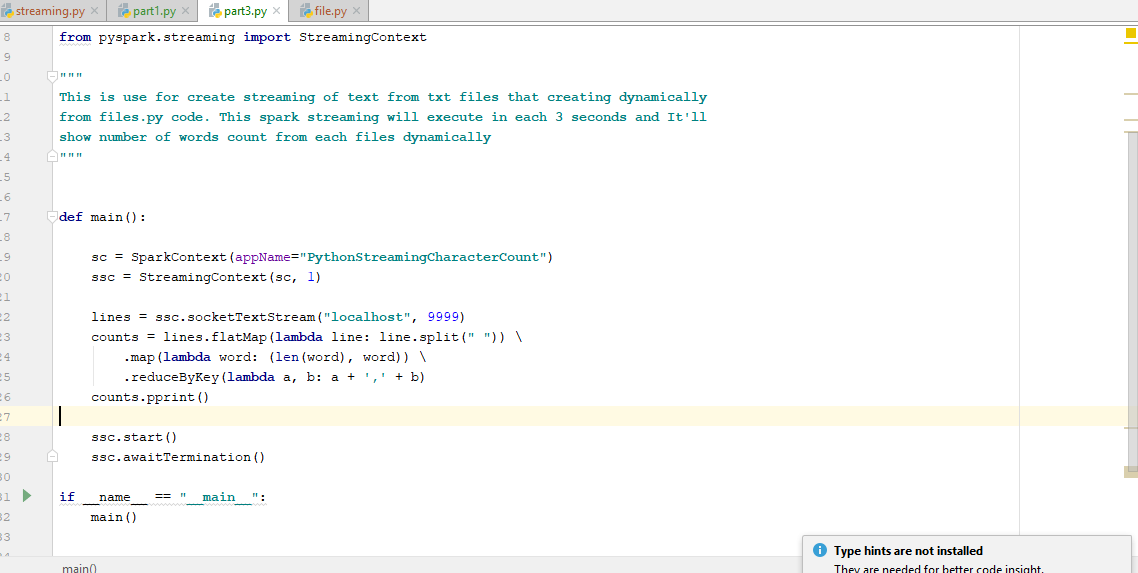 streaming.py × part1.py × part3.py × file.py ×
8 from pyspark.streaming import StreamingContext
9
10 """
11 This is use for create streaming of text from txt files that creating dynamically
12 from files.py code. This spark streaming will execute in each 3 seconds and It'll
13 show number of words count from each files dynamically
14 """
15
16
17 def main():
18
19     sc = SparkContext(appName="PythonStreamingCharacterCount")
20     ssc = StreamingContext(sc, 1)
21
22     lines = ssc.socketTextStream("localhost", 9999)
23     counts = lines.flatMap(lambda line: line.split(" ")) \
24         .map(lambda word: (len(word), word)) \
25         .reduceByKey(lambda a, b: a + ',' + b)
26     counts.pprint()
27
28     ssc.start()
29     ssc.awaitTermination()
30
31 if __name__ == "__main__":
32     main()
33
main()
Type hints are not installed
They are needed for better code insight.